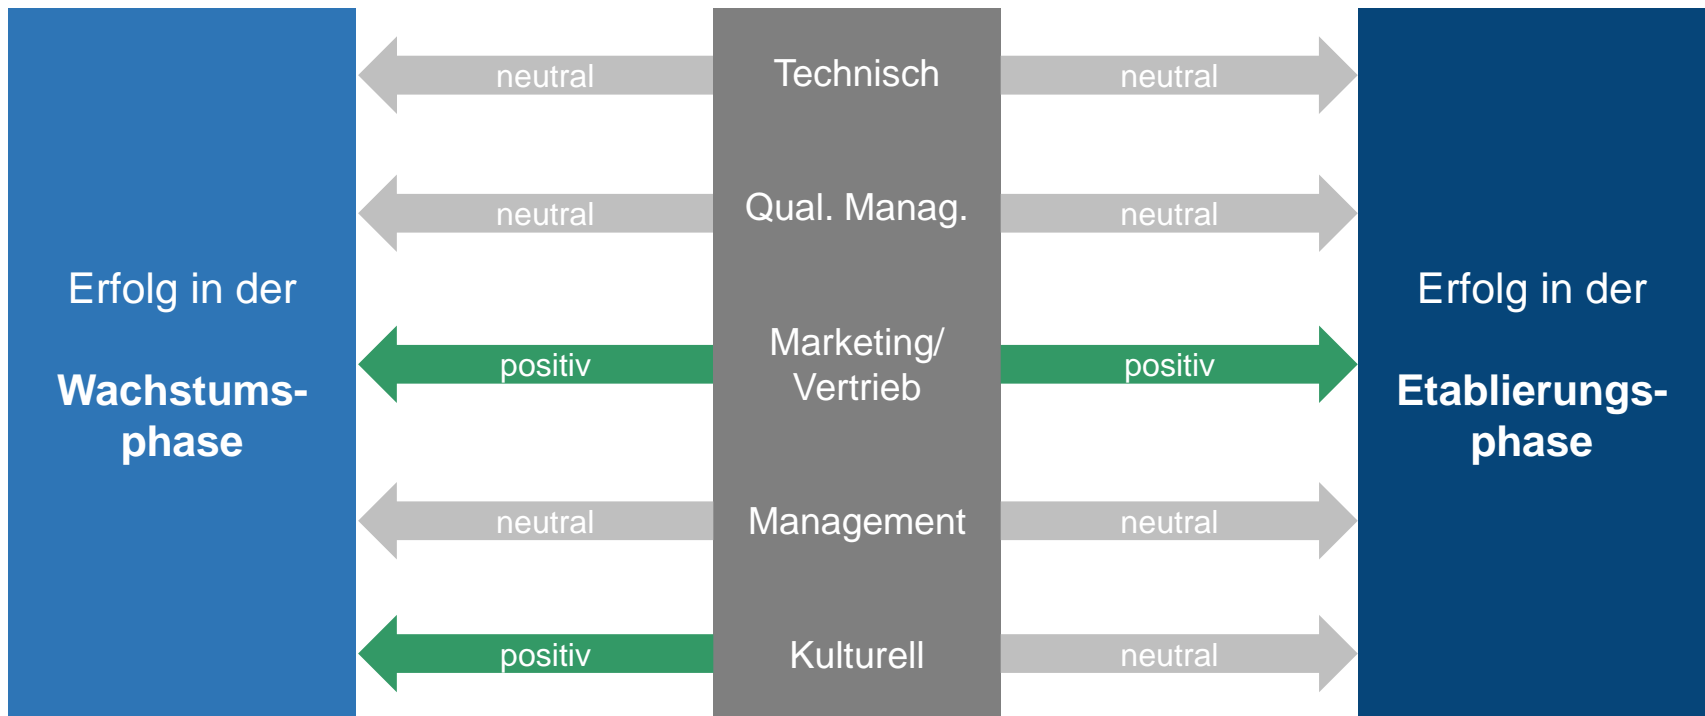 Erfolg in der
Wachstums-
phase
neutral
Technisch
neutral
neutral
Qual. Manag.
neutral
positiv
Marketing/
Vertrieb
positiv
neutral
Management
neutral
positiv
Kulturell
neutral
Erfolg in der
Etablierungs-
phase